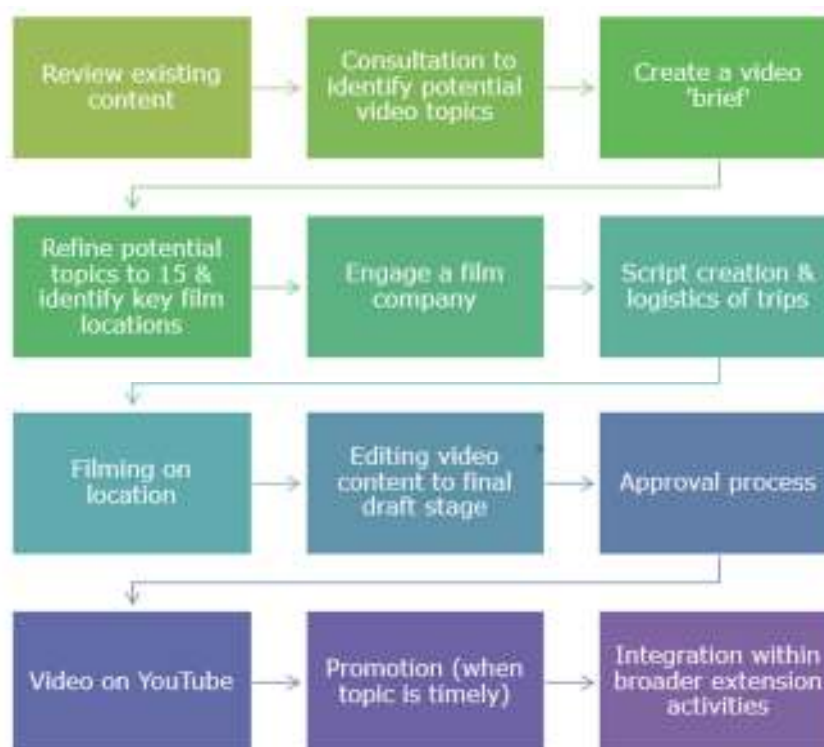 Review existing
content
Consultation to
identify potential
video topics
Create a video
'brief'
Refine potential
topics to 15 &
identify key film
locations
Engage a film
company
Script creation &
logistics of trips
Filming on
location
Editing video
content to final
draft stage
Approval process
Video on YouTube
Promotion (when
topic is timely)
Integration within
broader extension
activities